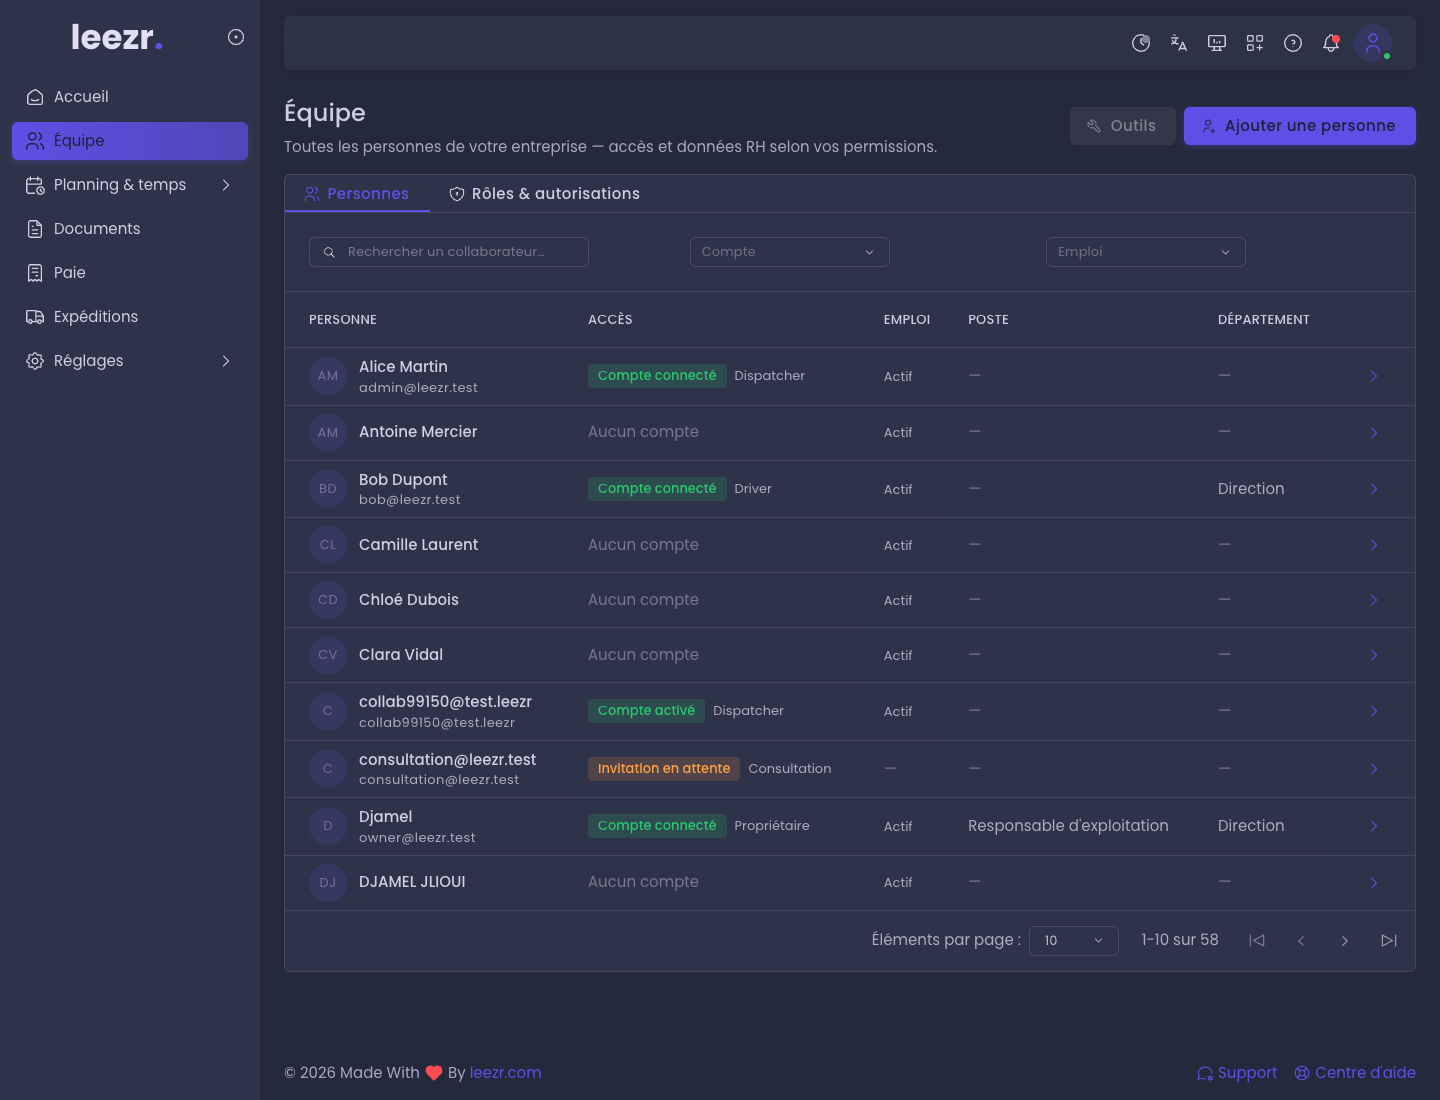 leezr.
Accueil
Équipe
Planning & temps
Documents
Paie
Expéditions
Réglages
Équipe
Toutes les personnes de votre entreprise — accès et données RH selon vos permissions.
Outils
Ajouter une personne
Personnes
Rôles & autorisations
Rechercher un collaborateur…
Compte
Emploi
PERSONNE ACCÈS EMPLOI POSTE DÉPARTEMENT
AM Alice Martin
admin@leezr.test
Compte connecté Dispatcher Actif — —
AM Antoine Mercier Aucun compte Actif — —
BD Bob Dupont
bob@leezr.test
Compte connecté Driver Actif — Direction
CL Camille Laurent Aucun compte Actif — —
CD Chloé Dubois Aucun compte Actif — —
CV Clara Vidal Aucun compte Actif — —
C collab99150@test.leezr
collab99150@test.leezr
Compte activé Dispatcher Actif — —
C consultation@leezr.test
consultation@leezr.test
Invitation en attente Consultation — — —
D Djamel
owner@leezr.test
Compte connecté Propriétaire Actif Responsable d'exploitation Direction
DJ DJAMEL JLIOUI Aucun compte Actif — —
Éléments par page : 10 1-10 sur 58
© 2026 Made With By leezr.com
Support Centre d'aide